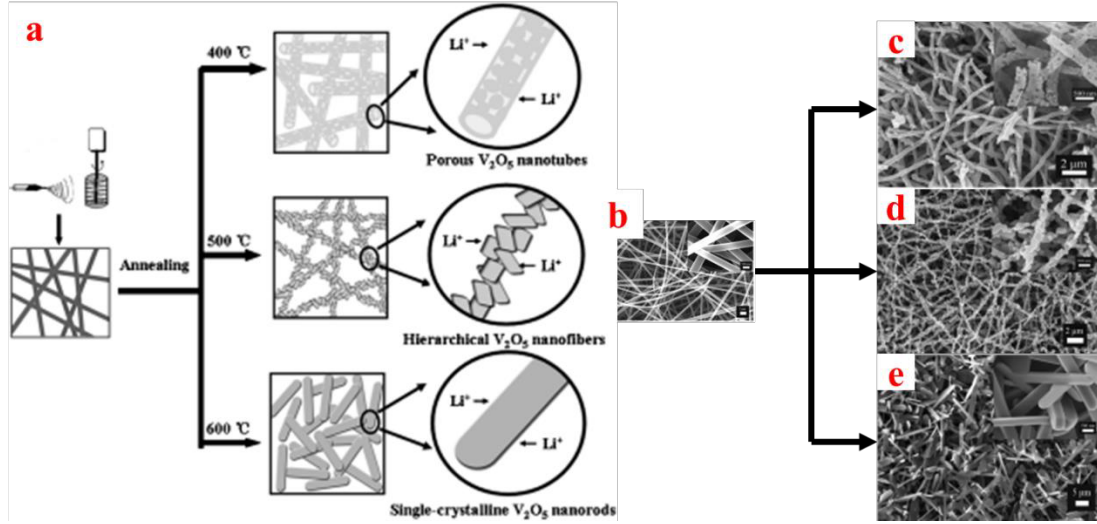 a
400 ℃
Li⁺
Li⁺
Porous V₂O₅ nanotubes
Annealing
500 ℃
Li⁺
Li⁺
Hierarchical V₂O₅ nanofibers
600 ℃
Li⁺
Li⁺
Single-crystalline V₂O₅ nanorods
b
c
2 μm
d
2 μm
e
5 μm